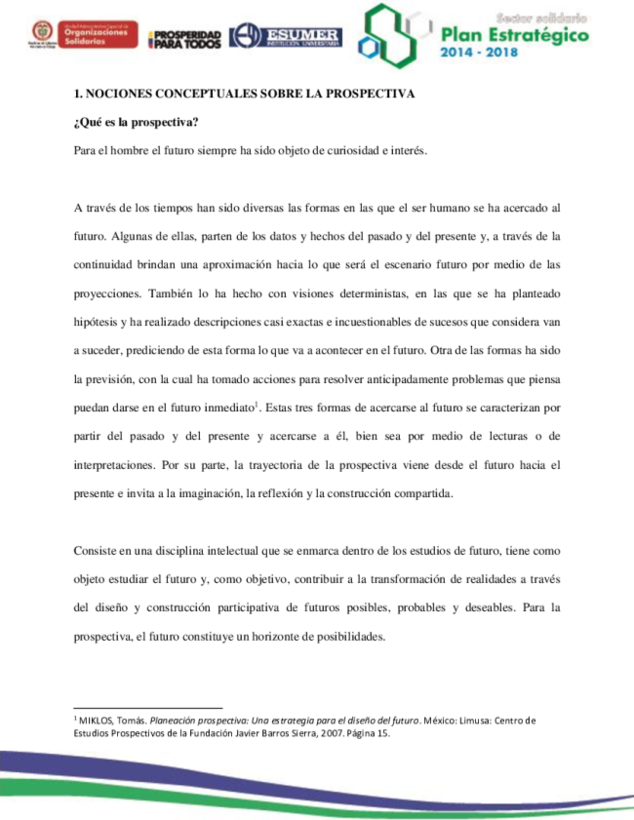 Unidad Administrativa Especial de
Organizaciones
Solidarias
PROSPERIDAD
PARA TODOS
ESUMER
INSTITUCIÓN UNIVERSITARIA
Sector solidario
Plan Estratégico
2014 - 2018
1. NOCIONES CONCEPTUALES SOBRE LA PROSPECTIVA
¿Qué es la prospectiva?
Para el hombre el futuro siempre ha sido objeto de curiosidad e interés.
A través de los tiempos han sido diversas las formas en las que el ser humano se ha acercado al
futuro. Algunas de ellas, parten de los datos y hechos del pasado y del presente y, a través de la
continuidad brindan una aproximación hacia lo que será el escenario futuro por medio de las
proyecciones. También lo ha hecho con visiones deterministas, en las que se ha planteado
hipótesis y ha realizado descripciones casi exactas e incuestionables de sucesos que considera van
a suceder, prediciendo de esta forma lo que va a acontecer en el futuro. Otra de las formas ha sido
la previsión, con la cual ha tomado acciones para resolver anticipadamente problemas que piensa
puedan darse en el futuro inmediato¹. Estas tres formas de acercarse al futuro se caracterizan por
partir del pasado y del presente y acercarse a él, bien sea por medio de lecturas o de
interpretaciones. Por su parte, la trayectoria de la prospectiva viene desde el futuro hacia el
presente e invita a la imaginación, la reflexión y la construcción compartida.
Consiste en una disciplina intelectual que se enmarca dentro de los estudios de futuro, tiene como
objeto estudiar el futuro y, como objetivo, contribuir a la transformación de realidades a través
del diseño y construcción participativa de futuros posibles, probables y deseables. Para la
prospectiva, el futuro constituye un horizonte de posibilidades.
¹ MIKLOS, Tomás. Planeación prospectiva: Una estrategia para el diseño del futuro. México: Limusa: Centro de
Estudios Prospectivos de la Fundación Javier Barros Sierra, 2007. Página 15.